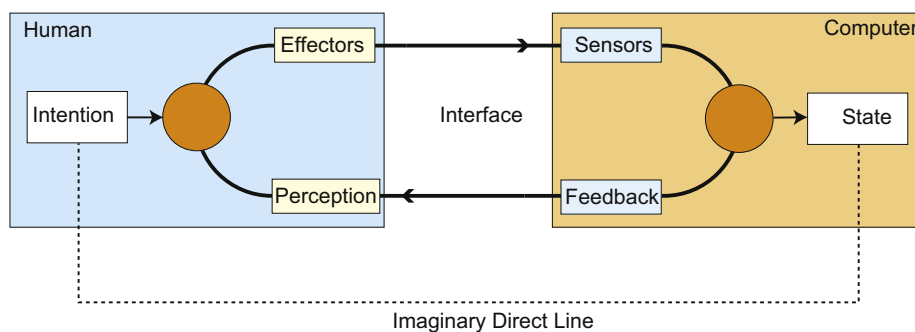 Human
Computer
Effectors
Sensors
Intention
Interface
State
Perception
Feedback
Imaginary Direct Line